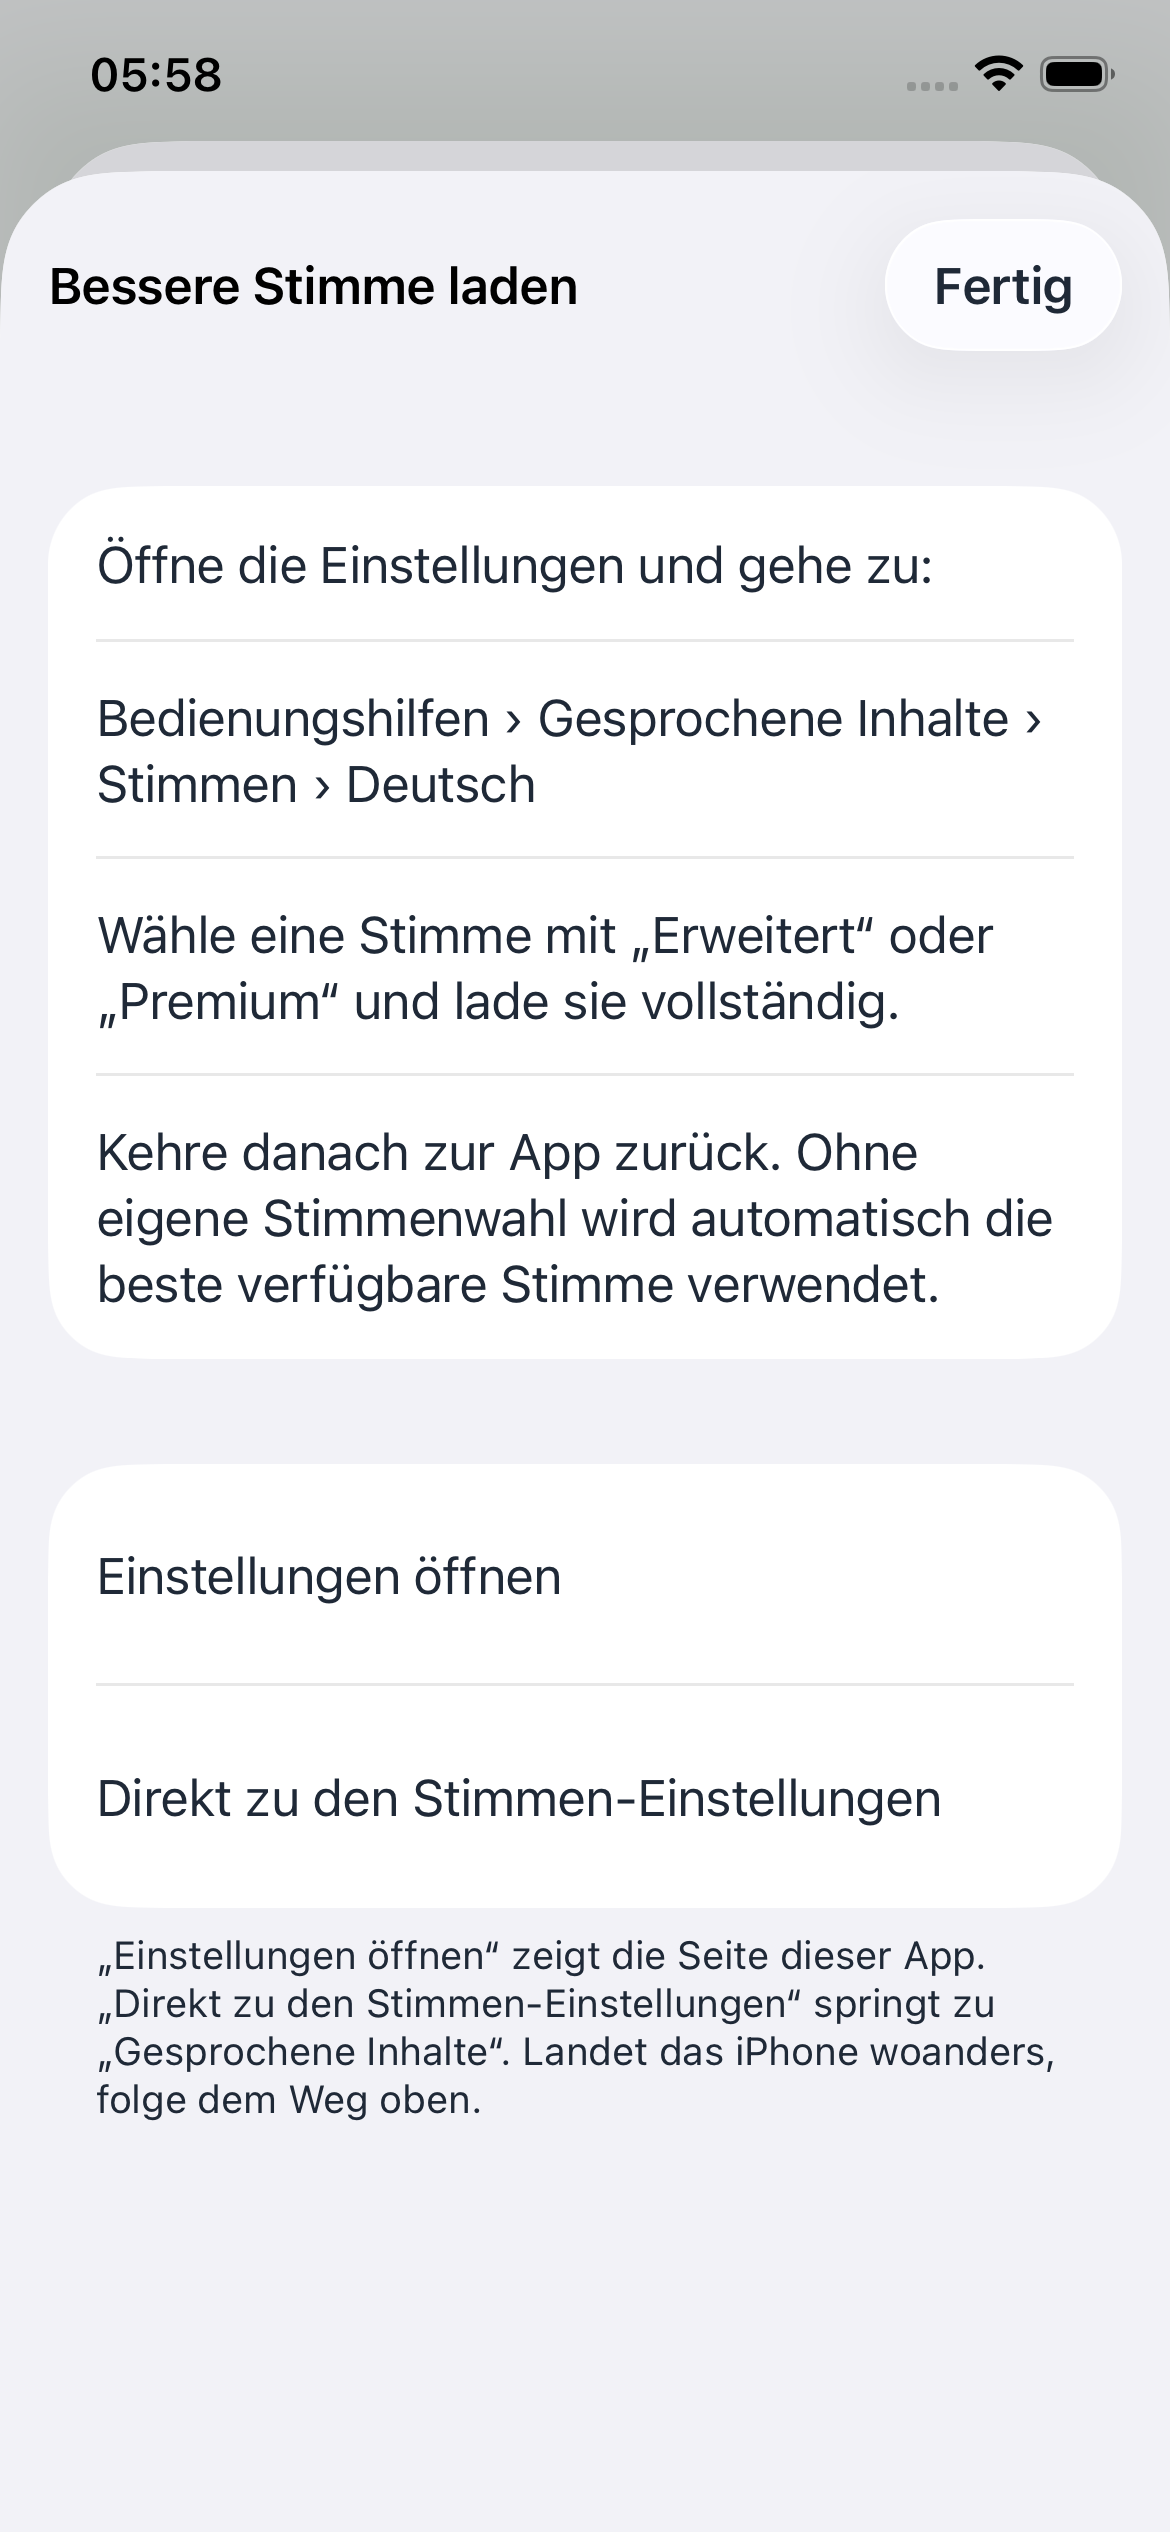 05:58
Bessere Stimme laden
Fertig
Öffne die Einstellungen und gehe zu:
Bedienungshilfen › Gesprochene Inhalte ›
Stimmen › Deutsch
Wähle eine Stimme mit „Erweitert“ oder
„Premium“ und lade sie vollständig.
Kehre danach zur App zurück. Ohne
eigene Stimmenwahl wird automatisch die
beste verfügbare Stimme verwendet.
Einstellungen öffnen
Direkt zu den Stimmen-Einstellungen
„Einstellungen öffnen“ zeigt die Seite dieser App.
„Direkt zu den Stimmen-Einstellungen“ springt zu
„Gesprochene Inhalte“. Landet das iPhone woanders,
folge dem Weg oben.